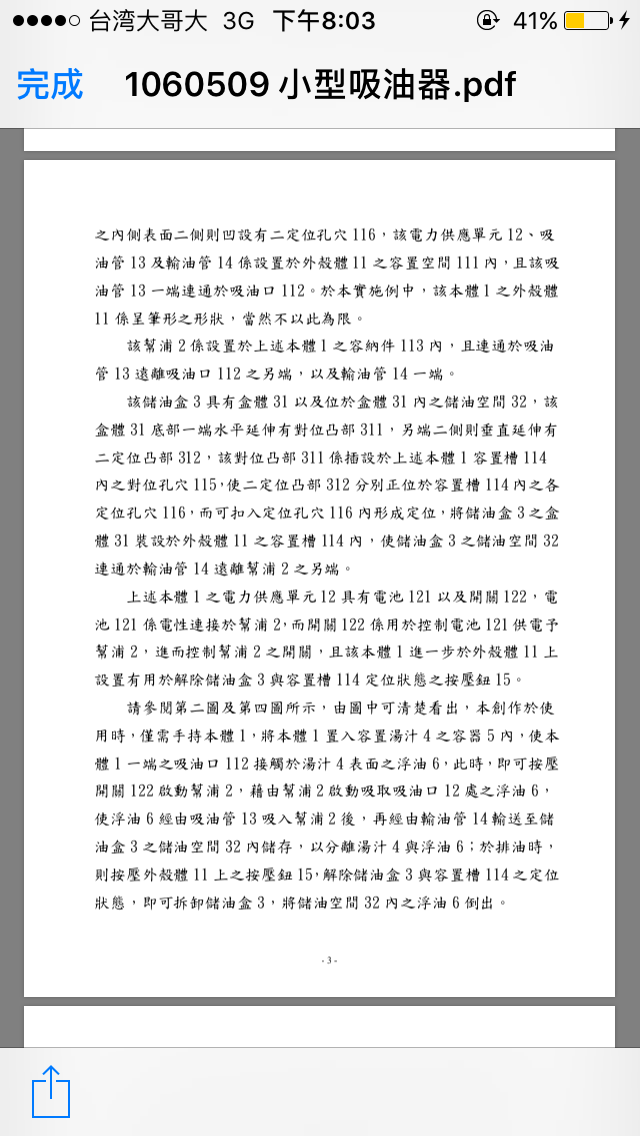 ●●●●○ 台湾大哥大 3G 下午8:03 41%
完成 1060509 小型吸油器.pdf
之內側表面二側則凹設有二定位孔穴 116，該電力供應單元 12、吸
油管 13 及輸油管 14 係設置於外殼體 11 之容置空間 111 內，且該吸
油管 13 一端連通於吸油口 112。於本實施例中，該本體 1 之外殼體
11 係呈筆形之形狀，當然不以此為限。
該幫浦 2 係設置於上述本體 1 之容納件 113 內，且連通於吸油
管 13 遠離吸油口 112 之另端，以及輸油管 14 一端。
該儲油盒 3 具有盒體 31 以及位於盒體 31 內之儲油空間 32，該
盒體 31 底部一端水平延伸有對位凸部 311，另端二側則垂直延伸有
二定位凸部 312，該對位凸部 311 係插設於上述本體 1 容置槽 114
內之對位孔穴 115，使二定位凸部 312 分別正位於容置槽 114 內之各
定位孔穴 116，而可扣入定位孔穴 116 內形成定位，將儲油盒 3 之盒
體 31 裝設於外殼體 11 之容置槽 114 內，使儲油盒 3 之儲油空間 32
連通於輸油管 14 遠離幫浦 2 之另端。
上述本體 1 之電力供應單元 12 具有電池 121 以及開關 122，電
池 121 係電性連接於幫浦 2，而開關 122 係用於控制電池 121 供電予
幫浦 2，進而控制幫浦 2 之開關，且該本體 1 進一步於外殼體 11 上
設置有用於解除儲油盒 3 與容置槽 114 定位狀態之按壓鈕 15。
請參閱第二圖及第四圖所示，由圖中可清楚看出，本創作於使
用時，僅需手持本體 1，將本體 1 置入容置湯汁 4 之容器 5 內，使本
體 1 一端之吸油口 112 接觸於湯汁 4 表面之浮油 6，此時，即可按壓
開關 122 啟動幫浦 2，藉由幫浦 2 啟動吸取吸油口 12 處之浮油 6，
使浮油 6 經由吸油管 13 吸入幫浦 2 後，再經由輸油管 14 輸送至儲
油盒 3 之儲油空間 32 內儲存，以分離湯汁 4 與浮油 6；於排油時，
則按壓外殼體 11 上之按壓鈕 15，解除儲油盒 3 與容置槽 114 之定位
狀態，即可拆卸儲油盒 3，將儲油空間 32 內之浮油 6 倒出。
- 3 -